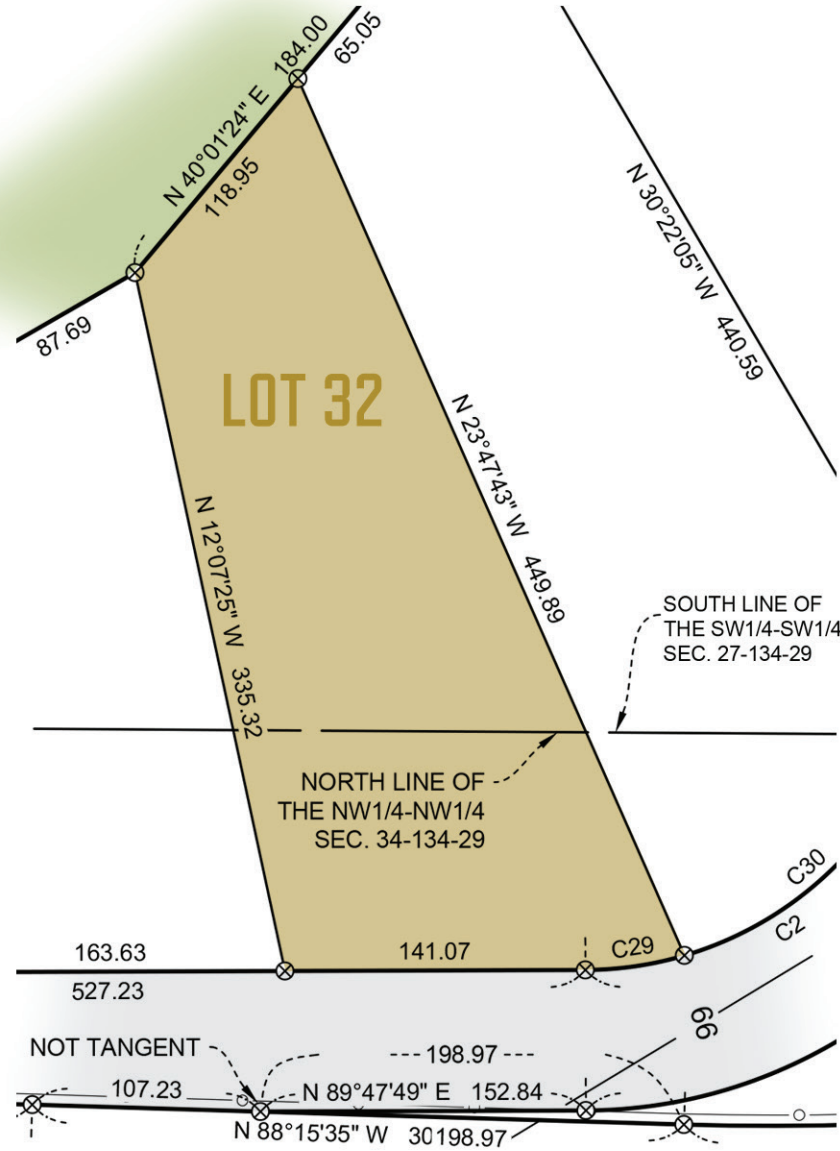 184.00
65.05
N 40°01'24" E
118.95
N 30°22'05" W 440.59
87.69
LOT 32
N 23°47'43" W 449.89
N 12°07'25" W 335.32
SOUTH LINE OF
THE SW1/4-SW1/4
SEC. 27-134-29
NORTH LINE OF
THE NW1/4-NW1/4
SEC. 34-134-29
C30
C2
163.63
141.07
C29
527.23
66
NOT TANGENT
198.97
107.23
N 89°47'49" E 152.84
N 88°15'35" W 30198.97